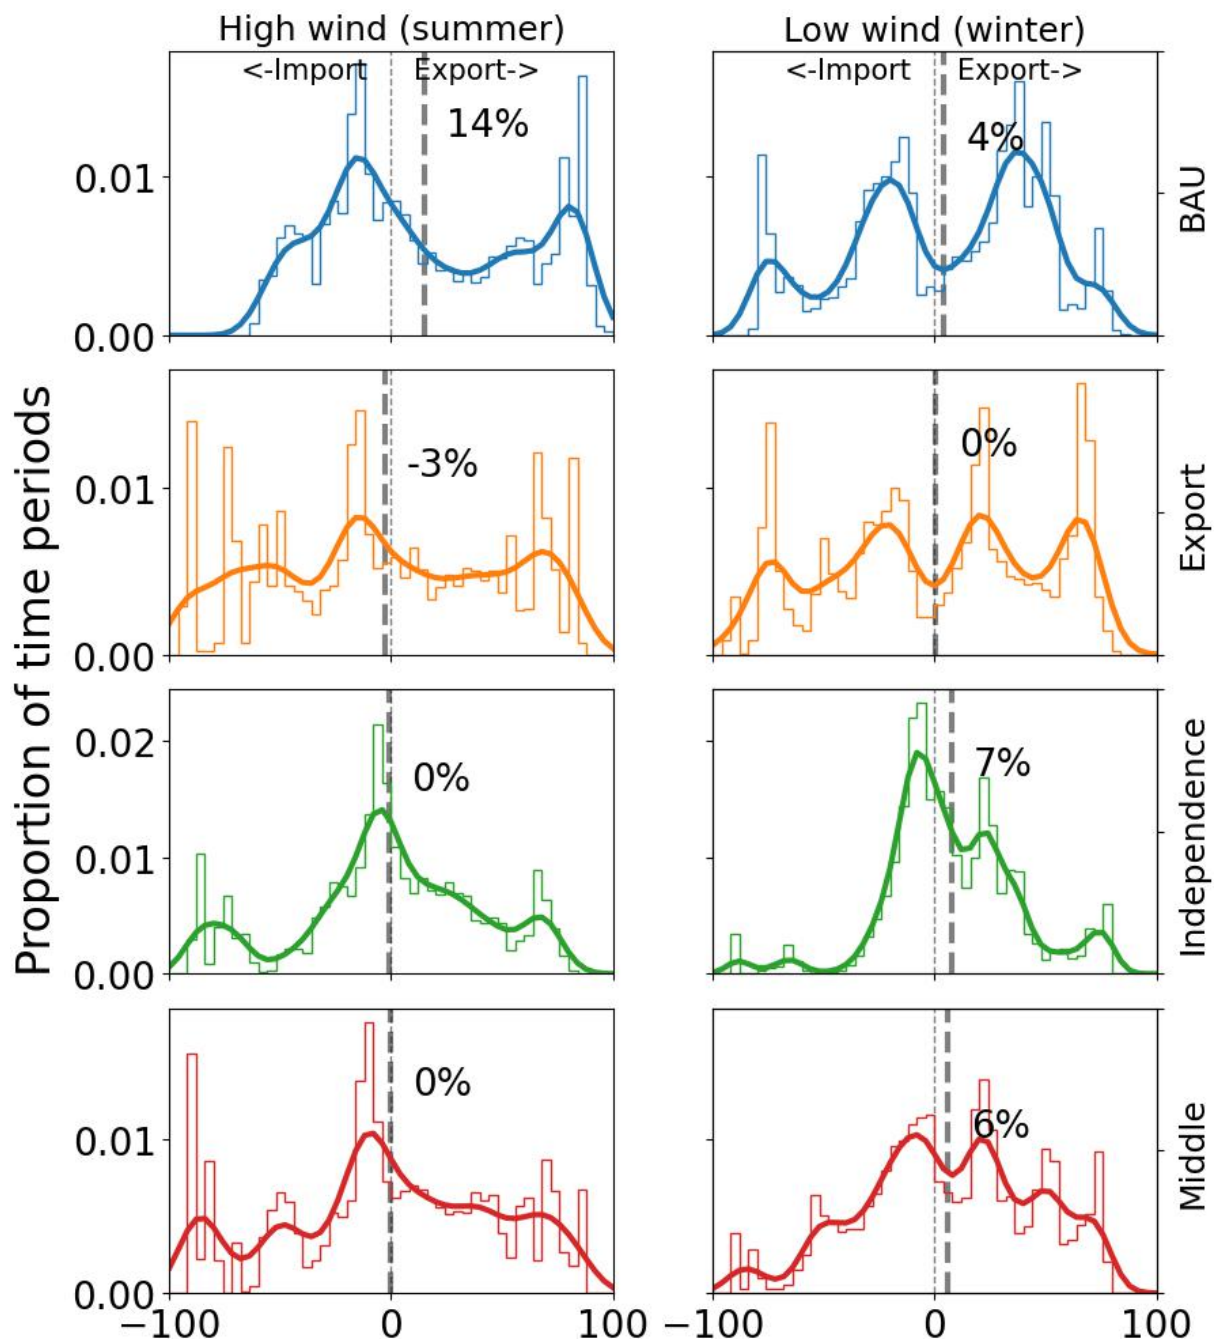 High wind (summer)
Low wind (winter)
<-Import
Export->
<-Import
Export->
14%
4%
0.01
0.00
BAU
-3%
0%
0.01
0.00
Export
Proportion of time periods
0%
7%
0.02
0.01
0.00
Independence
0%
6%
0.01
0.00
Middle
−100
0
100
−100
0
100